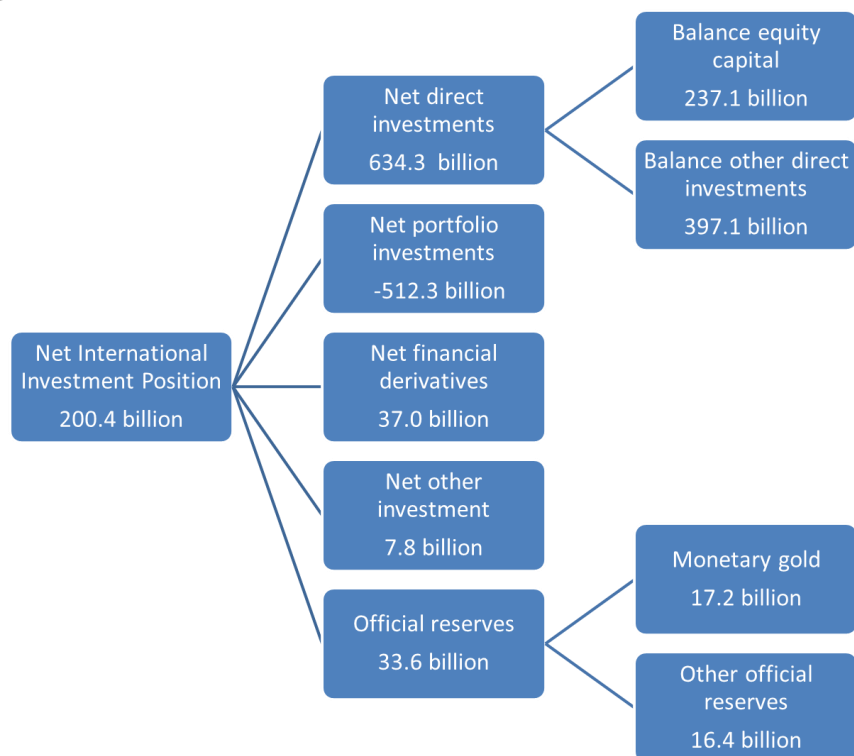 Net International
Investment Position
200.4 billion
Net direct
investments
634.3 billion
Balance equity
capital
237.1 billion
Balance other direct
investments
397.1 billion
Net portfolio
investments
-512.3 billion
Net financial
derivatives
37.0 billion
Net other
investment
7.8 billion
Official reserves
33.6 billion
Monetary gold
17.2 billion
Other official
reserves
16.4 billion